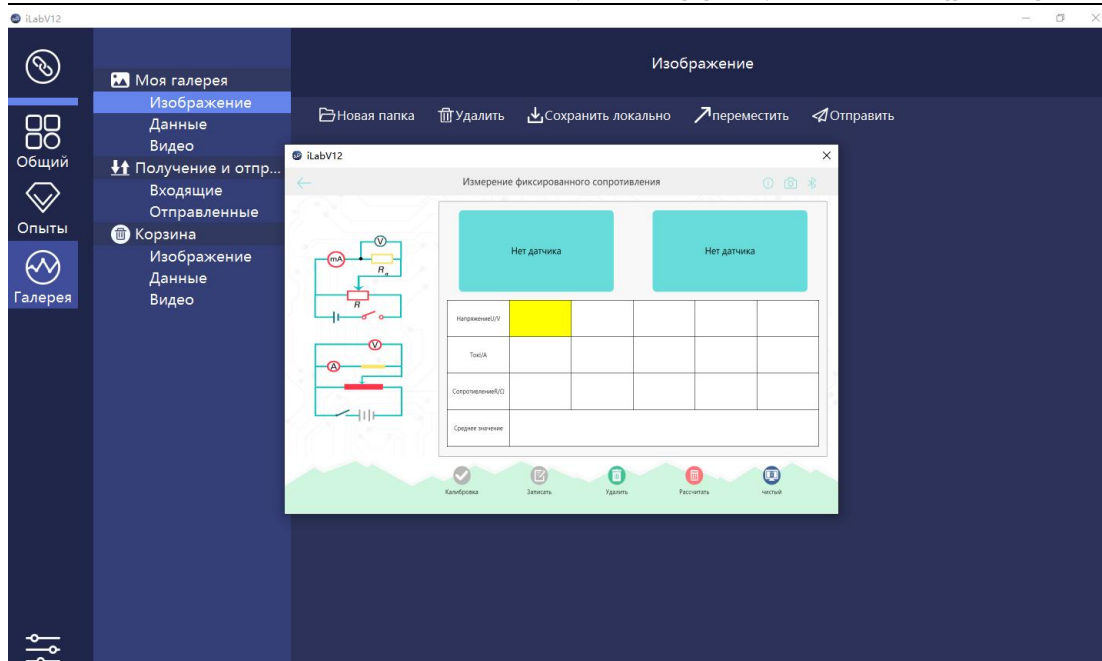 iLabV12
Изображение
Моя галерея
Изображение
Данные
Видео
Получение и отпр...
Входящие
Отправленные
Корзина
Изображение
Данные
Видео
Общий
Опыты
Галерея
Новая папка Удалить Сохранить локально переместить Отправить
iLabV12
Измерение фиксированного сопротивления
V
mA
Rₓ
R
V
A
Нет датчика Нет датчика
НапряжениеU/V
ТокI/A
СопротивлениеR/Ω
Среднее значение
Калибровка Записать Удалить Рассчитать чистый